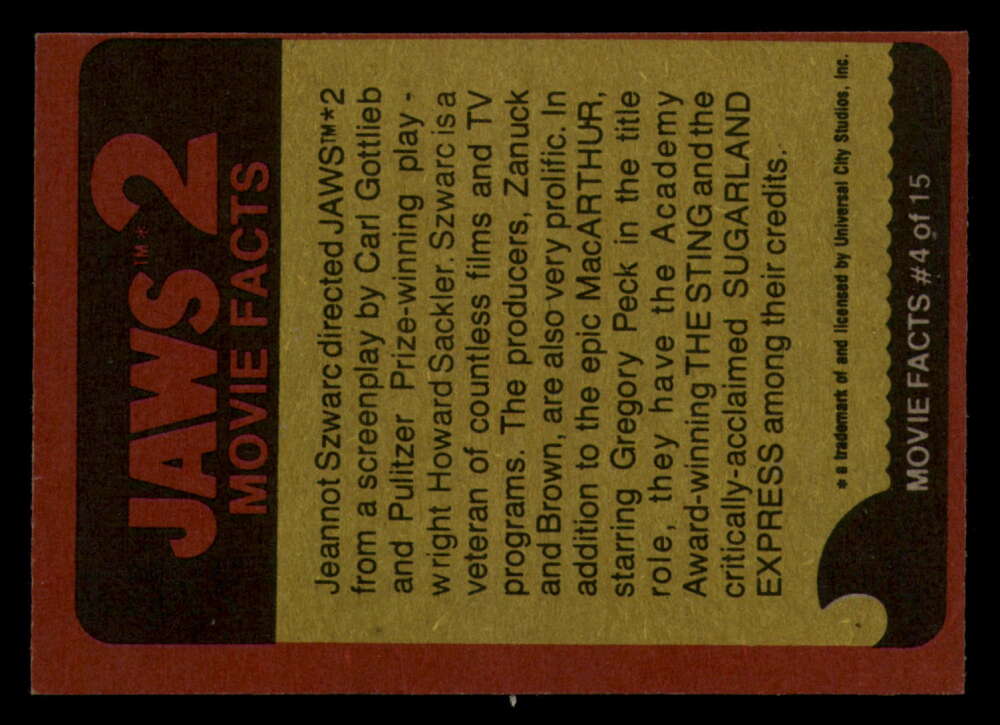 JAWS™*2
MOVIE FACTS
Jeannot Szwarc directed JAWS™*2
from a screenplay by Carl Gottlieb
and Pulitzer Prize-winning play-
wright Howard Sackler. Szwarc is a
veteran of countless films and TV
programs. The producers, Zanuck
and Brown, are also very prolific. In
addition to the epic MacARTHUR,
starring Gregory Peck in the title
role, they have the Academy
Award-winning THE STING and the
critically-acclaimed SUGARLAND
EXPRESS among their credits.
*a trademark of and licensed by Universal City Studios, Inc.
MOVIE FACTS #4 of 15